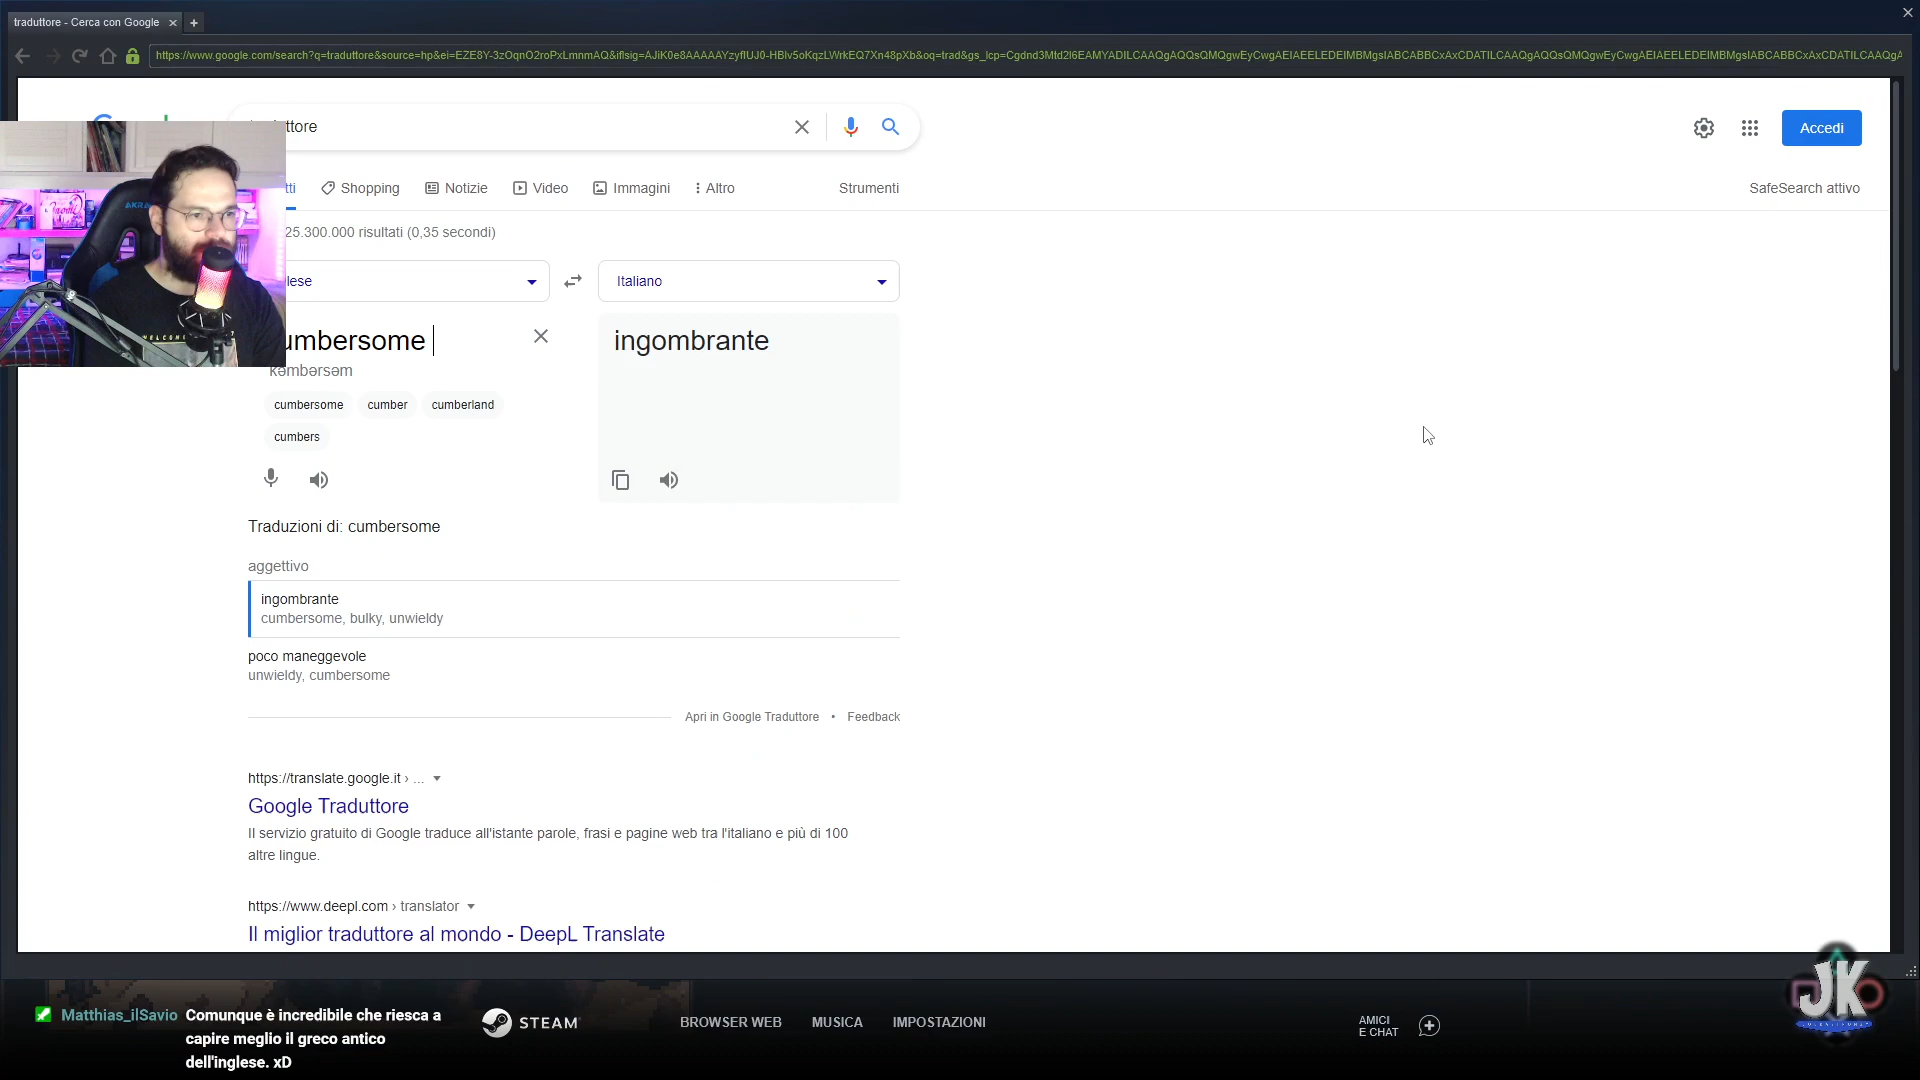 traduttore - Cerca con Google
https://www.google.com/search?q=traduttore&source=hp&ei=EZE8Y-3zOqnO2roPxLmnmAQ&iflsig=AJiK0e8AAAAAYzyflUJ0-HBlv5oKqzLWrkEQ7Xn48pXb&oq=trad&gs_lcp=Cgdnd3Mtd2l6EAMYADILCAAQgAQQsQMQgwEyCwgAEIAEELEDEIMBMgsIABCABBCxAxCDATILCAAQgAQQsQMQgwEyCwgAEIAEELEDEIMBMgsIABCABBCxAxCDATILCAAQgA
ttore
Accedi
tti
Shopping
Notizie
Video
Immagini
Altro
Strumenti
SafeSearch attivo
25.300.000 risultati (0,35 secondi)
lese
Italiano
umbersome
ingombrante
kəmbərsəm
cumbersome
cumber
cumberland
cumbers
Traduzioni di: cumbersome
aggettivo
ingombrante
cumbersome, bulky, unwieldy
poco maneggevole
unwieldy, cumbersome
Apri in Google Traduttore • Feedback
https://translate.google.it › ...
Google Traduttore
Il servizio gratuito di Google traduce all'istante parole, frasi e pagine web tra l'italiano e più di 100
altre lingue.
https://www.deepl.com › translator
Il miglior traduttore al mondo - DeepL Translate
Matthias_ilSavio Comunque è incredibile che riesca a
capire meglio il greco antico
dell'inglese. xD
STEAM
BROWSER WEB
MUSICA
IMPOSTAZIONI
AMICI
E CHAT
JK